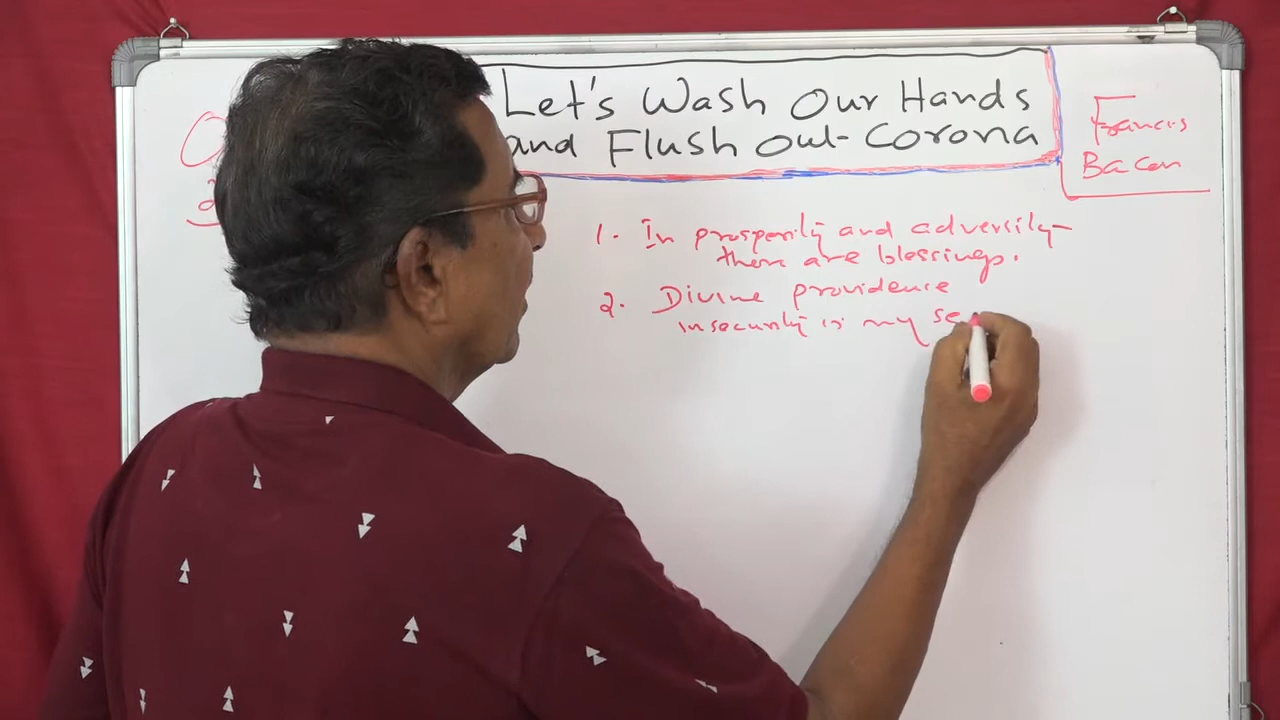 Let's Wash Our Hands
and Flush out Corona
Francis
Bacon
1. In prosperity and adversity
there are blessings.
2. Divine providence
insecurity is my se